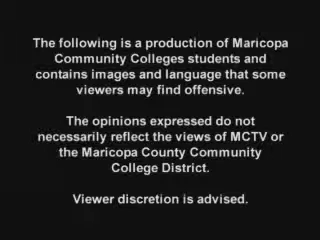 The following is a production of Maricopa
Community Colleges students and
contains images and language that some
viewers may find offensive.
The opinions expressed do not
necessarily reflect the views of MCTV or
the Maricopa County Community
College District.
Viewer discretion is advised.